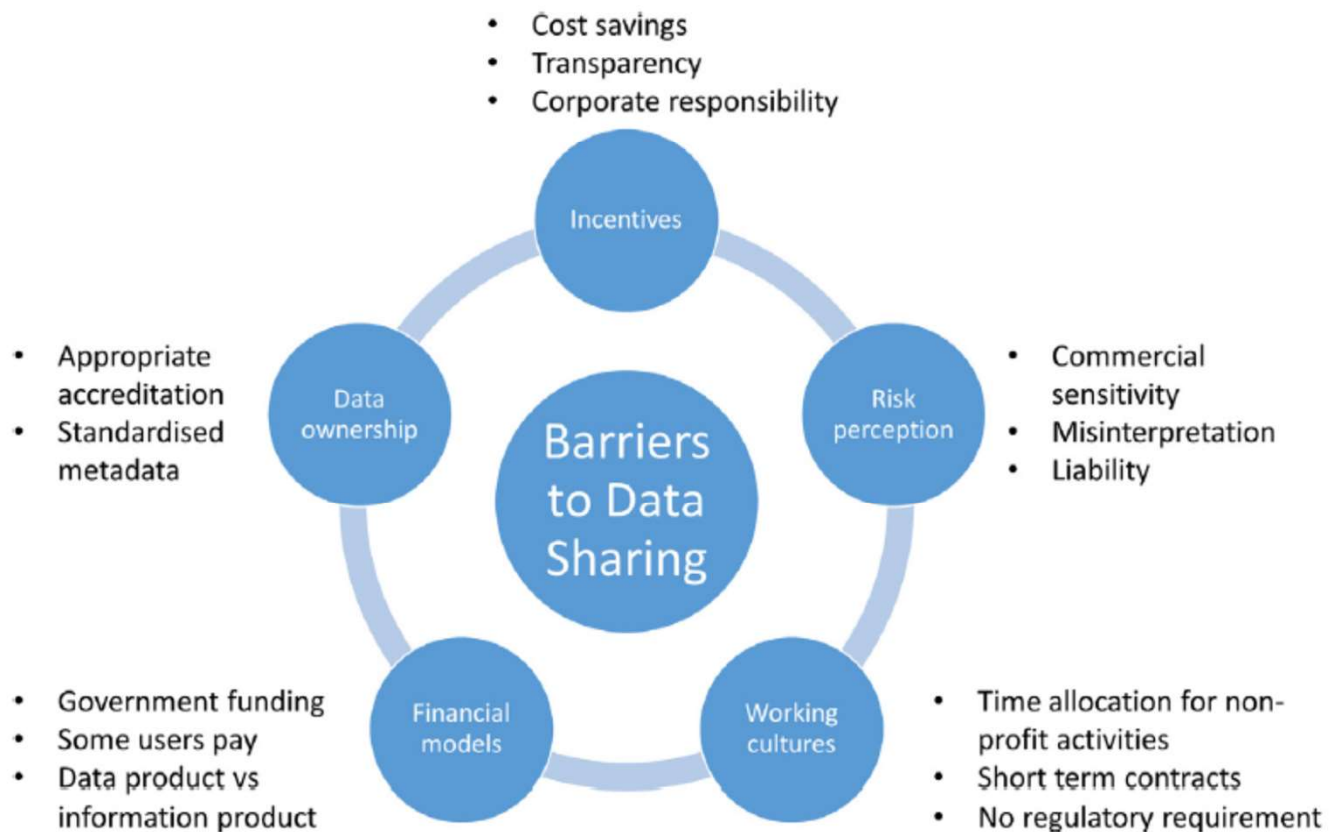 • Cost savings
• Transparency
• Corporate responsibility
Incentives
• Appropriate
accreditation
• Standardised
metadata
Data
ownership
Barriers
to Data
Sharing
Risk
perception
• Commercial
sensitivity
• Misinterpretation
• Liability
• Government funding
• Some users pay
• Data product vs
information product
Financial
models
Working
cultures
• Time allocation for non-
profit activities
• Short term contracts
• No regulatory requirement